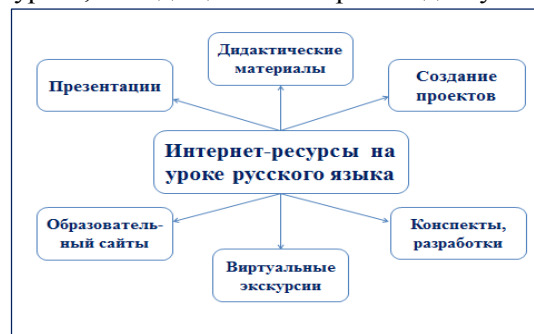 Дидактические
материалы
Презентации
Создание
проектов
Интернет-ресурсы на
уроке русского языка
Образователь-
ный сайты
Конспекты,
разработки
Виртуальные
экскурсии